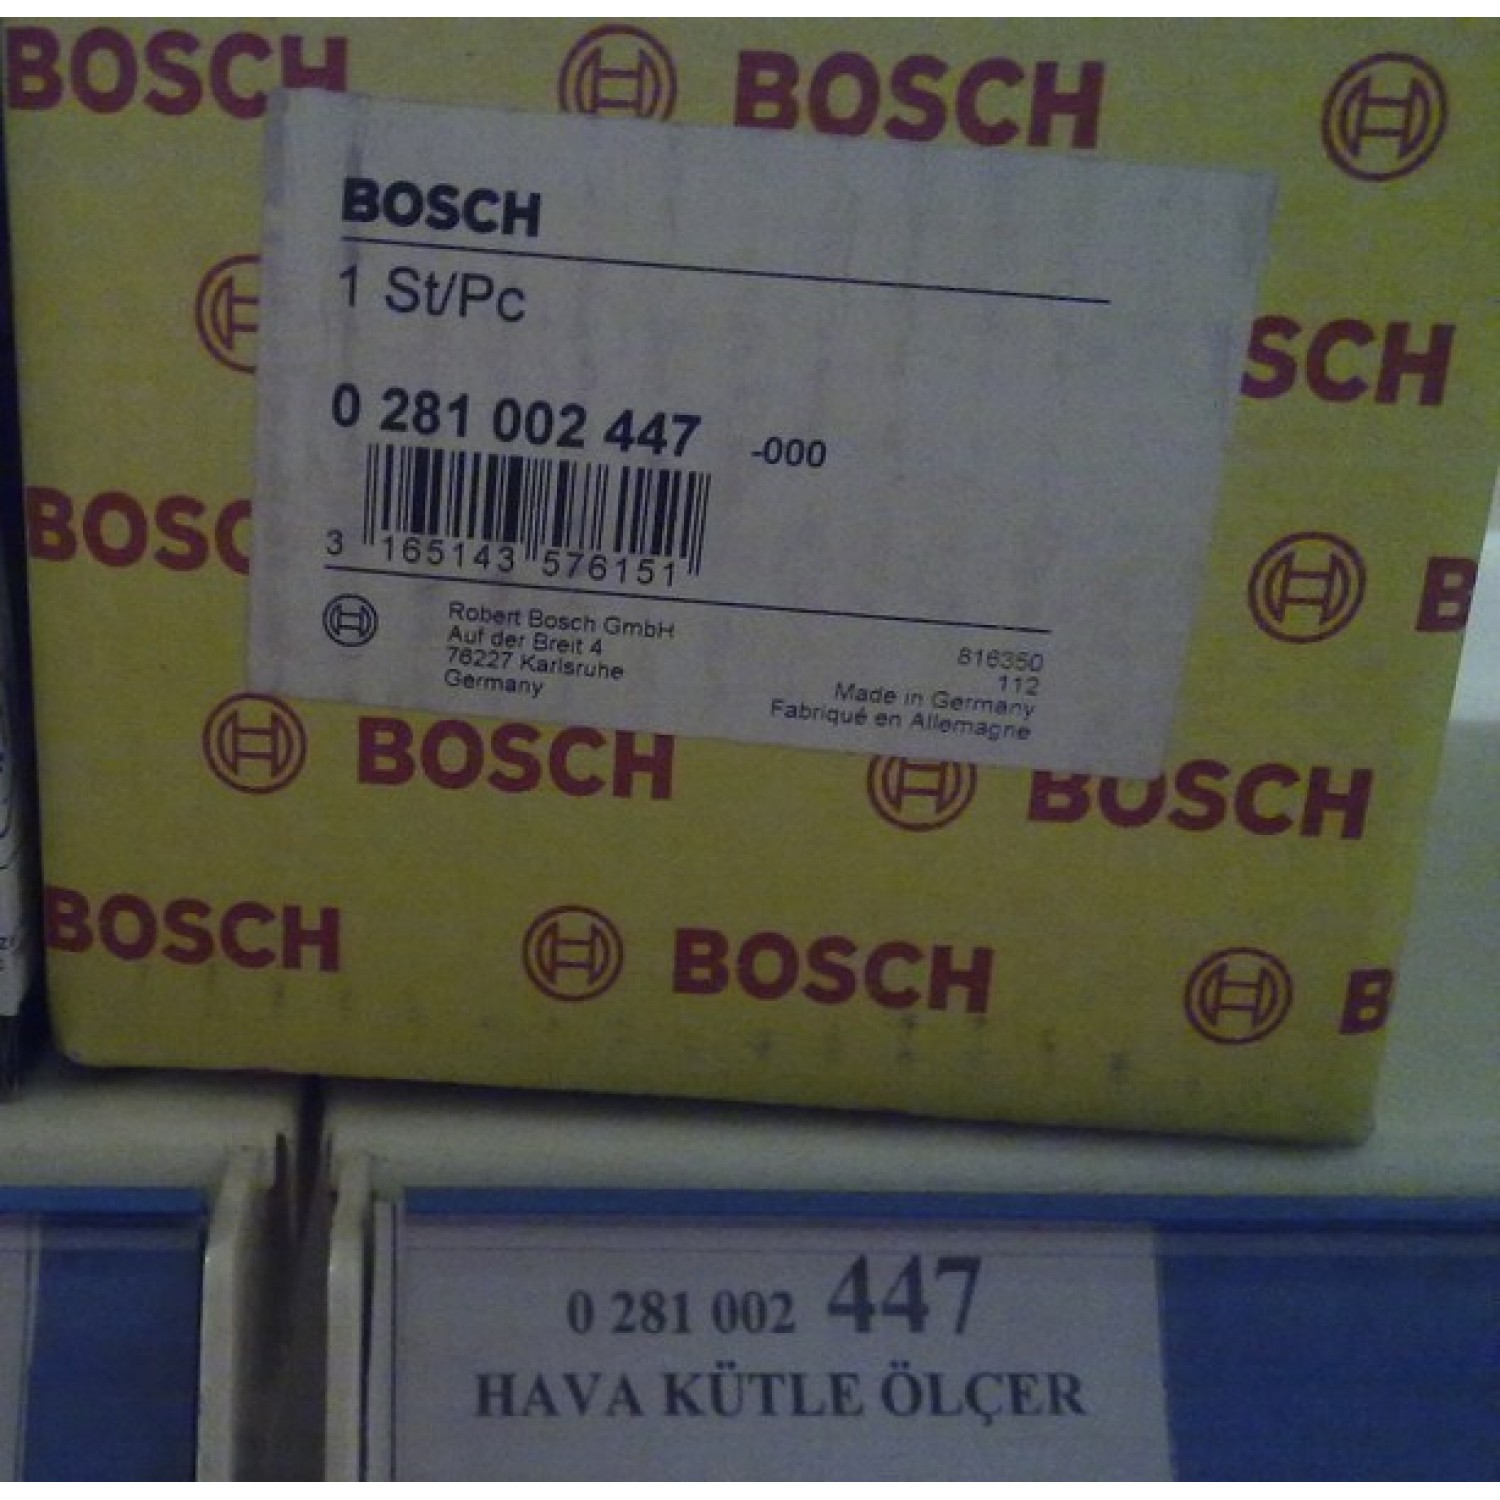 BOSCH BOSCH
BOSCH
1 St/Pc
0 281 002 447 -000
SCH
3 165143 576151
BOSC B
Robert Bosch GmbH
Auf der Breit 4
76227 Karlsruhe
Germany
816350
112
Made in Germany
Fabriqué en Allemagne
BOSCH BOSCH
BOSCH BOSCH B
0 281 002 447
HAVA KÜTLE ÖLÇER